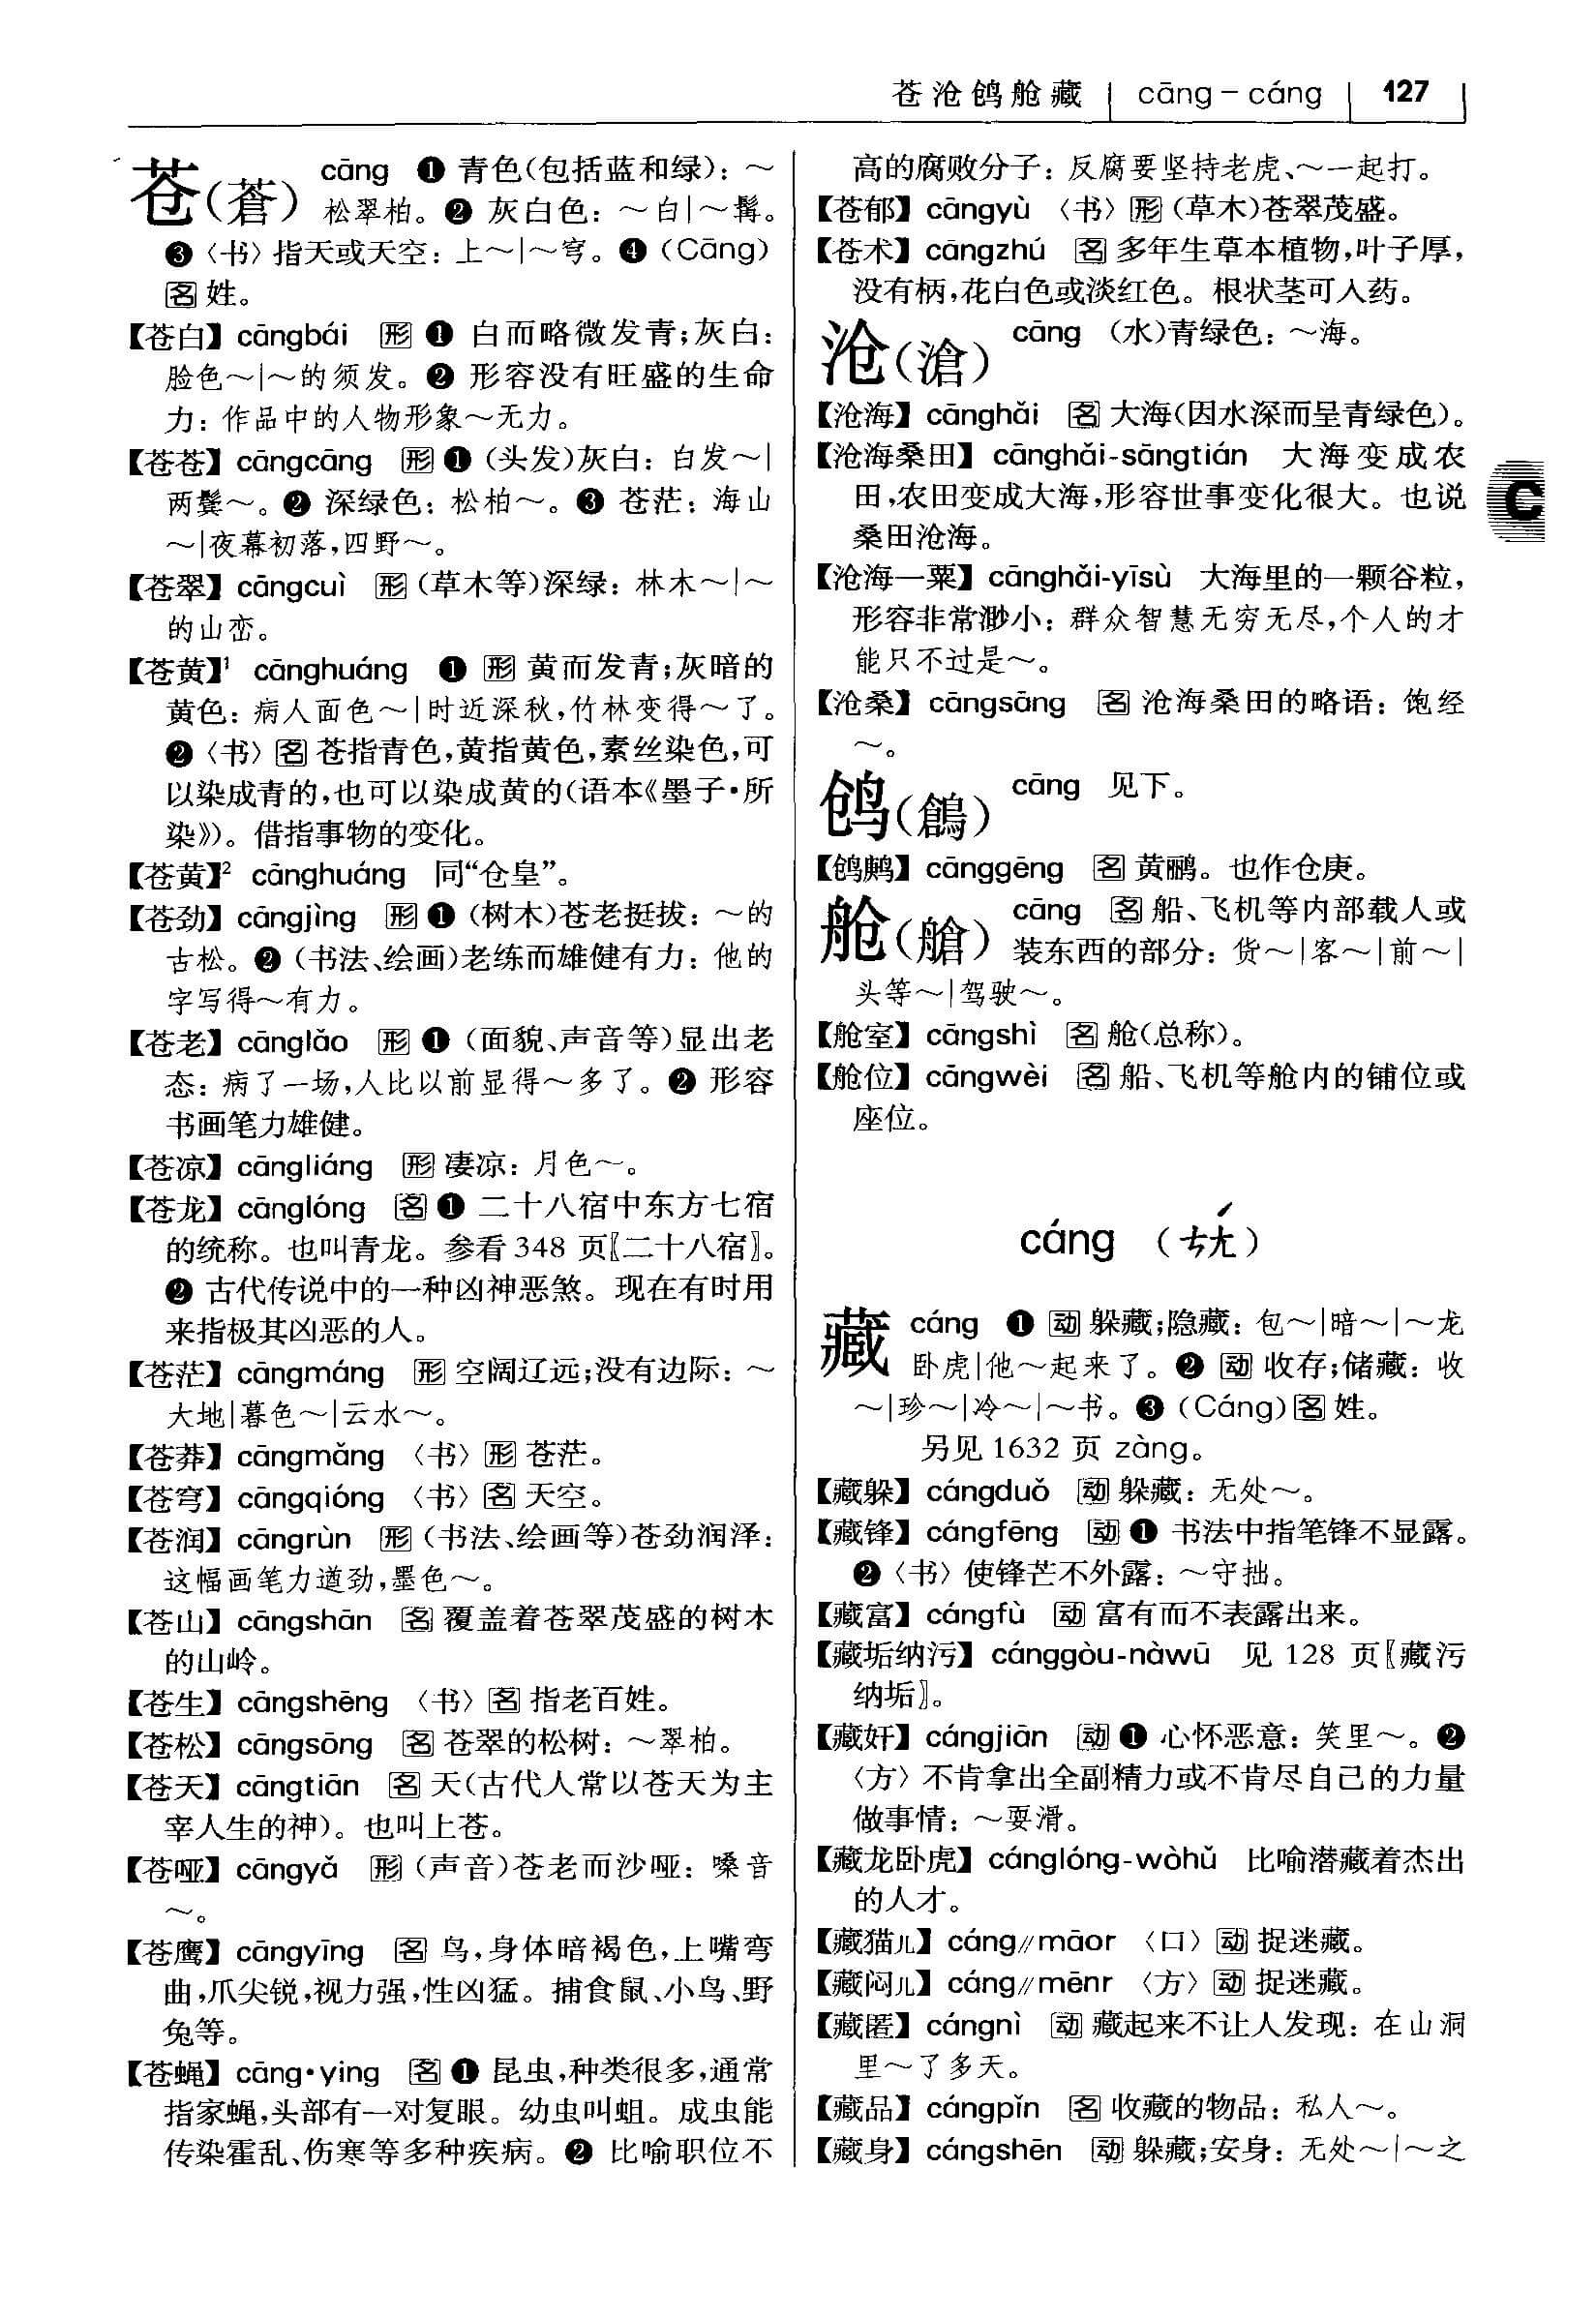 苍沧鸧舱藏 | cāng－cáng | 127
苍(蒼) cāng ❶ 青色(包括蓝和绿)：～
松翠柏。❷ 灰白色：～白|～髯。
❸〈书〉指天或天空：上～|～穹。❹ (Cāng)
名 姓。
【苍白】 cāngbái 形 ❶ 白而略微发青;灰白：
脸色～|～的须发。❷ 形容没有旺盛的生命
力：作品中的人物形象～无力。
【苍苍】 cāngcāng 形 ❶ (头发)灰白：白发～|
两鬓～。❷ 深绿色：松柏～。❸ 苍茫：海山
～|夜幕初落,四野～。
【苍翠】 cāngcuì 形 (草木等)深绿：林木～|～
的山峦。
【苍黄】¹ cānghuáng ❶ 形 黄而发青;灰暗的
黄色：病人面色～|时近深秋,竹林变得～了。
❷〈书〉名 苍指青色,黄指黄色,素丝染色,可
以染成青的,也可以染成黄的(语本《墨子·所
染》)。借指事物的变化。
【苍黄】² cānghuáng 同“仓皇”。
【苍劲】 cāngjìng 形 ❶ (树木)苍老挺拔：～的
古松。❷ (书法、绘画)老练而雄健有力：他的
字写得～有力。
【苍老】 cānglǎo 形 ❶ (面貌、声音等)显出老
态：病了一场,人比以前显得～多了。❷ 形容
书画笔力雄健。
【苍凉】 cāngliáng 形 凄凉：月色～。
【苍龙】 cānglóng 名 ❶ 二十八宿中东方七宿
的统称。也叫青龙。参看 348 页〖二十八宿〗。
❷ 古代传说中的一种凶神恶煞。现在有时用
来指极其凶恶的人。
【苍茫】 cāngmáng 形 空阔辽远;没有边际：～
大地|暮色～|云水～。
【苍莽】 cāngmǎng 〈书〉形 苍茫。
【苍穹】 cāngqióng 〈书〉名 天空。
【苍润】 cāngrùn 形 (书法、绘画等)苍劲润泽：
这幅画笔力遒劲,墨色～。
【苍山】 cāngshān 名 覆盖着苍翠茂盛的树木
的山岭。
【苍生】 cāngshēng 〈书〉名 指老百姓。
【苍松】 cāngsōng 名 苍翠的松树：～翠柏。
【苍天】 cāngtiān 名 天(古代人常以苍天为主
宰人生的神)。也叫上苍。
【苍哑】 cāngyǎ 形 (声音)苍老而沙哑：嗓音
～。
【苍鹰】 cāngyīng 名 鸟,身体暗褐色,上嘴弯
曲,爪尖锐,视力强,性凶猛。捕食鼠、小鸟、野
兔等。
【苍蝇】 cāng·ying 名 ❶ 昆虫,种类很多,通常
指家蝇,头部有一对复眼。幼虫叫蛆。成虫能
传染霍乱、伤寒等多种疾病。❷ 比喻职位不
高的腐败分子：反腐要坚持老虎、～一起打。
【苍郁】 cāngyù 〈书〉形 (草木)苍翠茂盛。
【苍术】 cāngzhú 名 多年生草本植物,叶子厚,
没有柄,花白色或淡红色。根状茎可入药。
沧(滄) cāng (水)青绿色：～海。
【沧海】 cānghǎi 名 大海(因水深而呈青绿色)。
【沧海桑田】 cānghǎi-sāngtián 大海变成农
田,农田变成大海,形容世事变化很大。也说
桑田沧海。
【沧海一粟】 cānghǎi-yīsù 大海里的一颗谷粒,
形容非常渺小：群众智慧无穷无尽,个人的才
能只不过是～。
【沧桑】 cāngsāng 名 沧海桑田的略语：饱经
～。
鸧(鶬) cāng 见下。
【鸧鹒】 cānggēng 名 黄鹂。也作仓庚。
舱(艙) cāng 名 船、飞机等内部载人或
装东西的部分：货～|客～|前～|
头等～|驾驶～。
【舱室】 cāngshì 名 舱(总称)。
【舱位】 cāngwèi 名 船、飞机等舱内的铺位或
座位。
cáng (ㄘㄤˊ)
藏 cáng ❶ 动 躲藏;隐藏：包～|暗～|～龙
卧虎|他～起来了。❷ 动 收存;储藏：收
～|珍～|冷～|～书。❸ (Cáng)名 姓。
另见 1632 页 zàng。
【藏躲】 cángduǒ 动 躲藏：无处～。
【藏锋】 cángfēng 动 ❶ 书法中指笔锋不显露。
❷〈书〉使锋芒不外露：～守拙。
【藏富】 cángfù 动 富有而不表露出来。
【藏垢纳污】 cánggòu-nàwū 见 128 页〖藏污
纳垢〗。
【藏奸】 cángjiān 动 ❶ 心怀恶意：笑里～。❷
〈方〉不肯拿出全副精力或不肯尽自己的力量
做事情：～耍滑。
【藏龙卧虎】 cánglóng-wòhǔ 比喻潜藏着杰出
的人才。
【藏猫儿】 cáng//māor 〈口〉动 捉迷藏。
【藏闷儿】 cáng//mēnr 〈方〉动 捉迷藏。
【藏匿】 cángnì 动 藏起来不让人发现：在山洞
里～了多天。
【藏品】 cángpǐn 名 收藏的物品：私人～。
【藏身】 cángshēn 动 躲藏;安身：无处～|～之
C